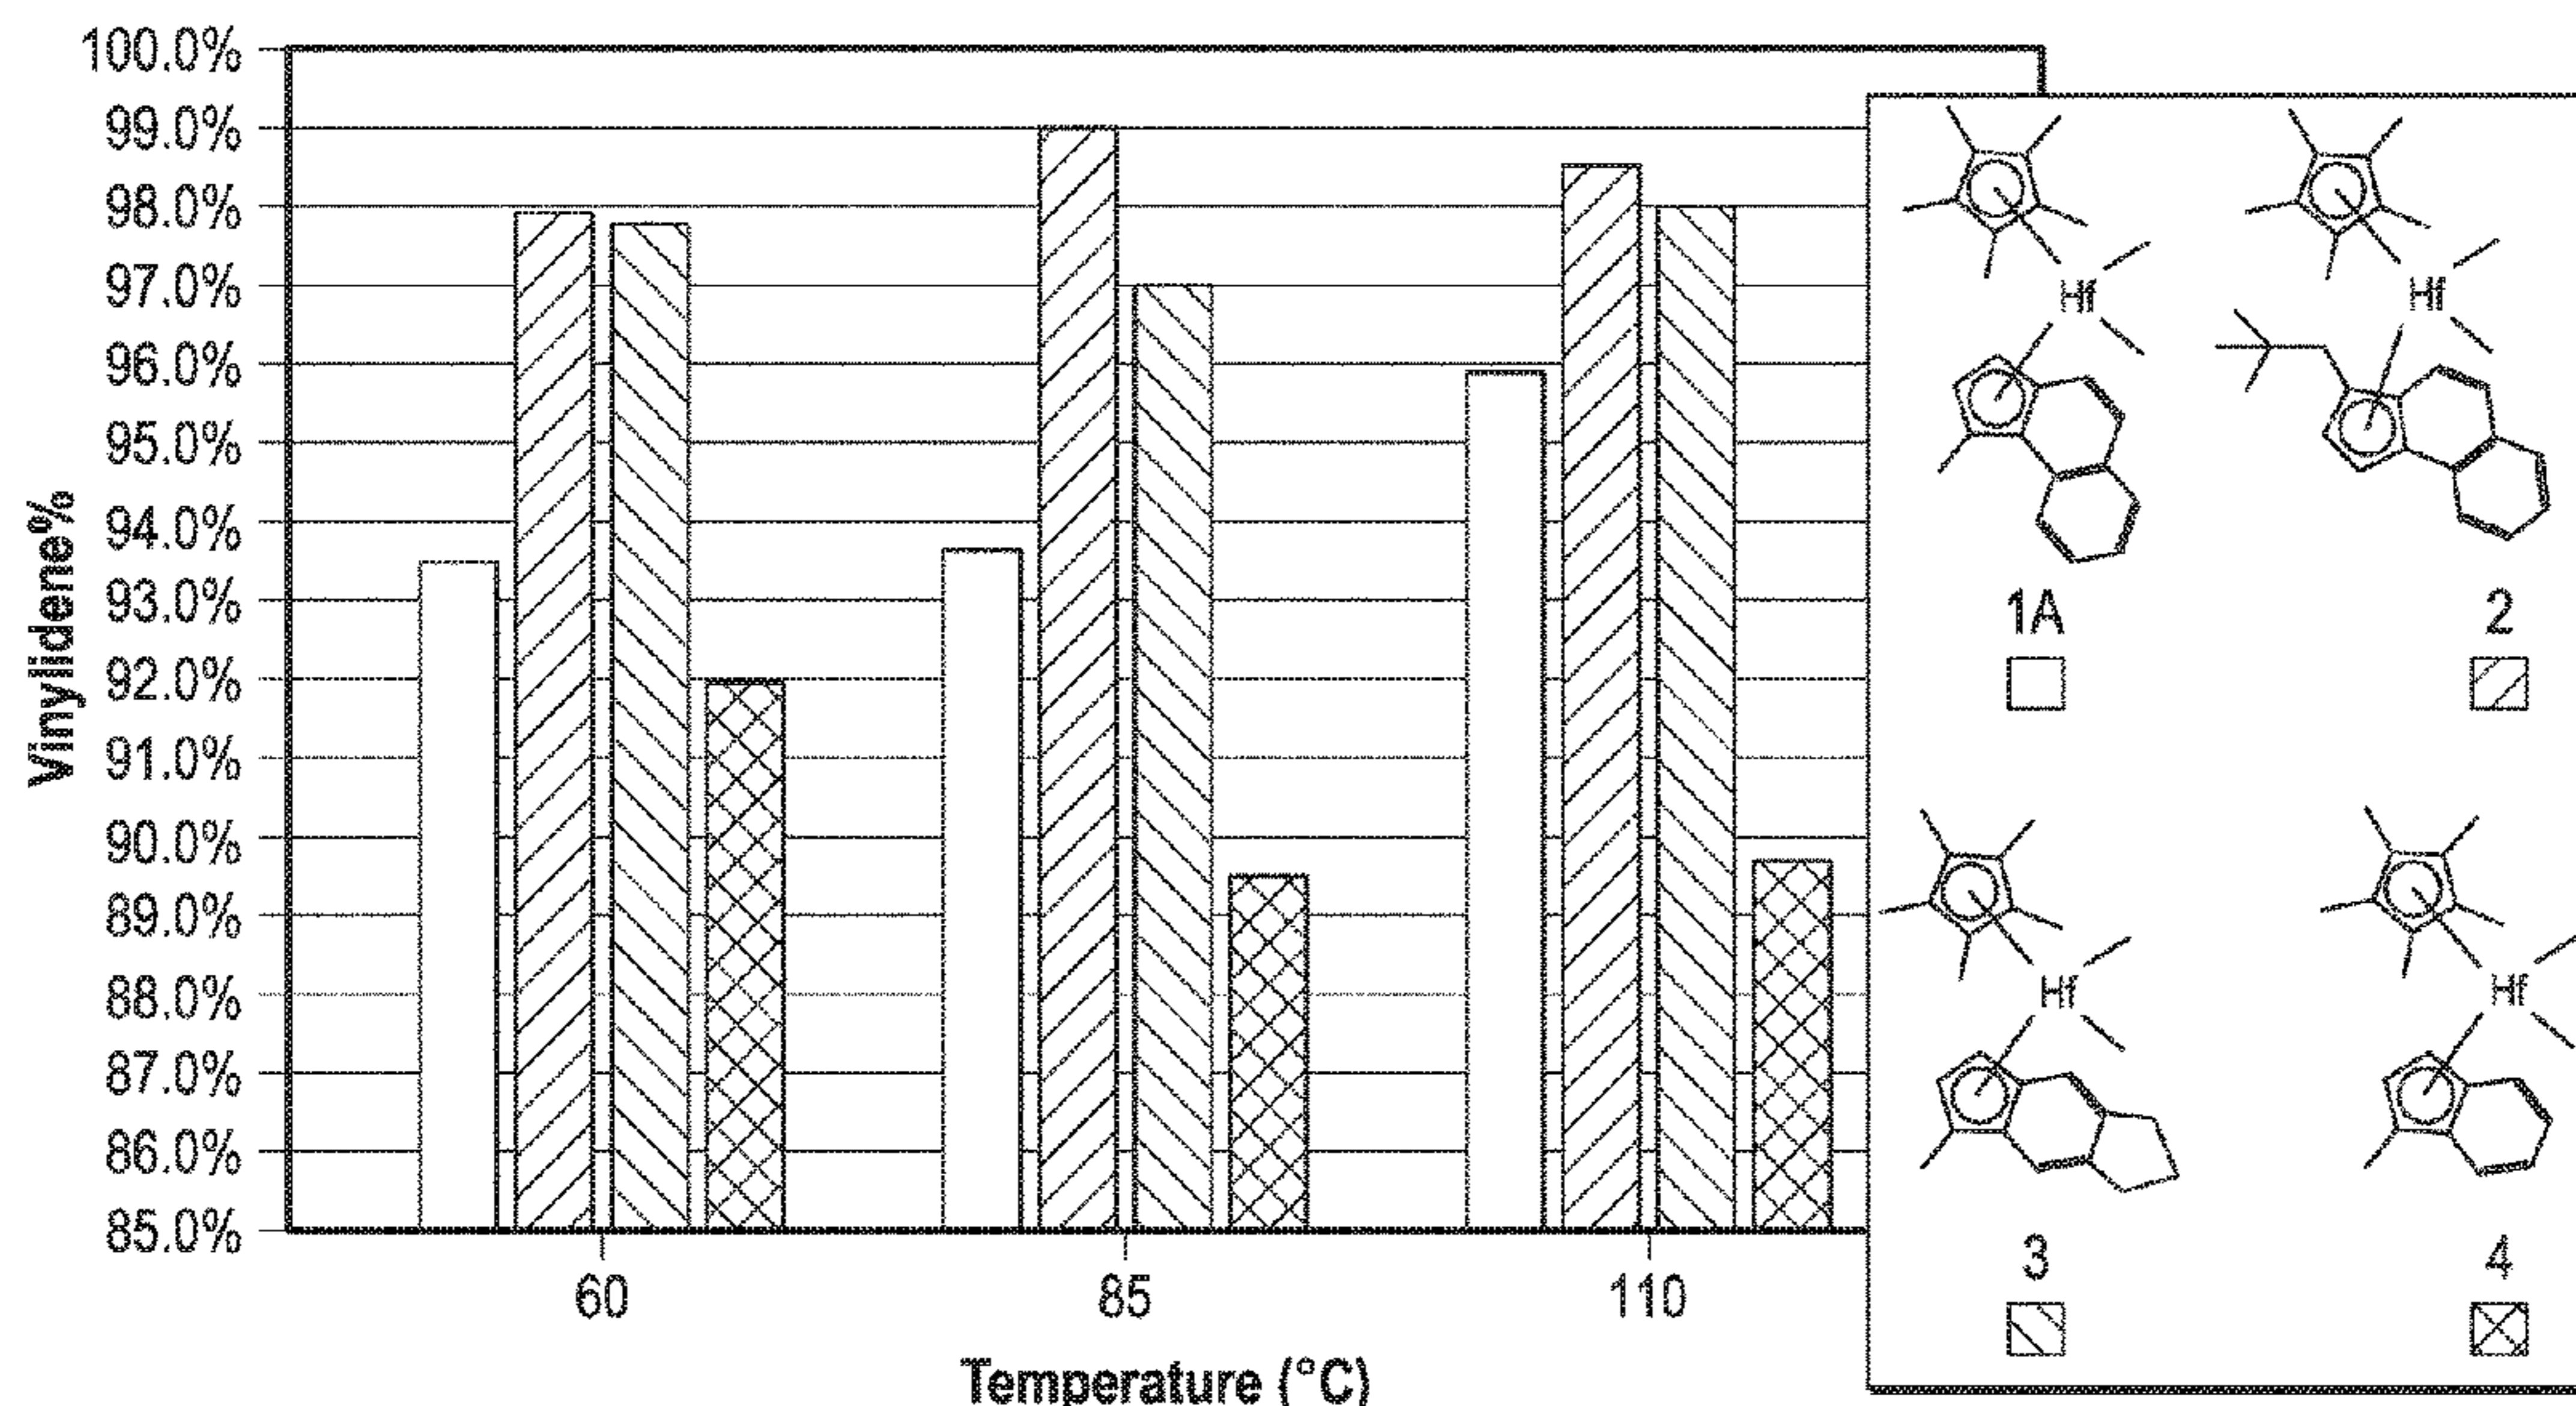 100.0%
99.0%
98.0%
97.0%
96.0%
95.0%
94.0%
93.0%
92.0%
91.0%
90.0%
89.0%
88.0%
87.0%
86.0%
85.0%
Vinylidene%
60 85 110
Temperature (°C)
Hf Hf
1A 2
Hf Hf
3 4